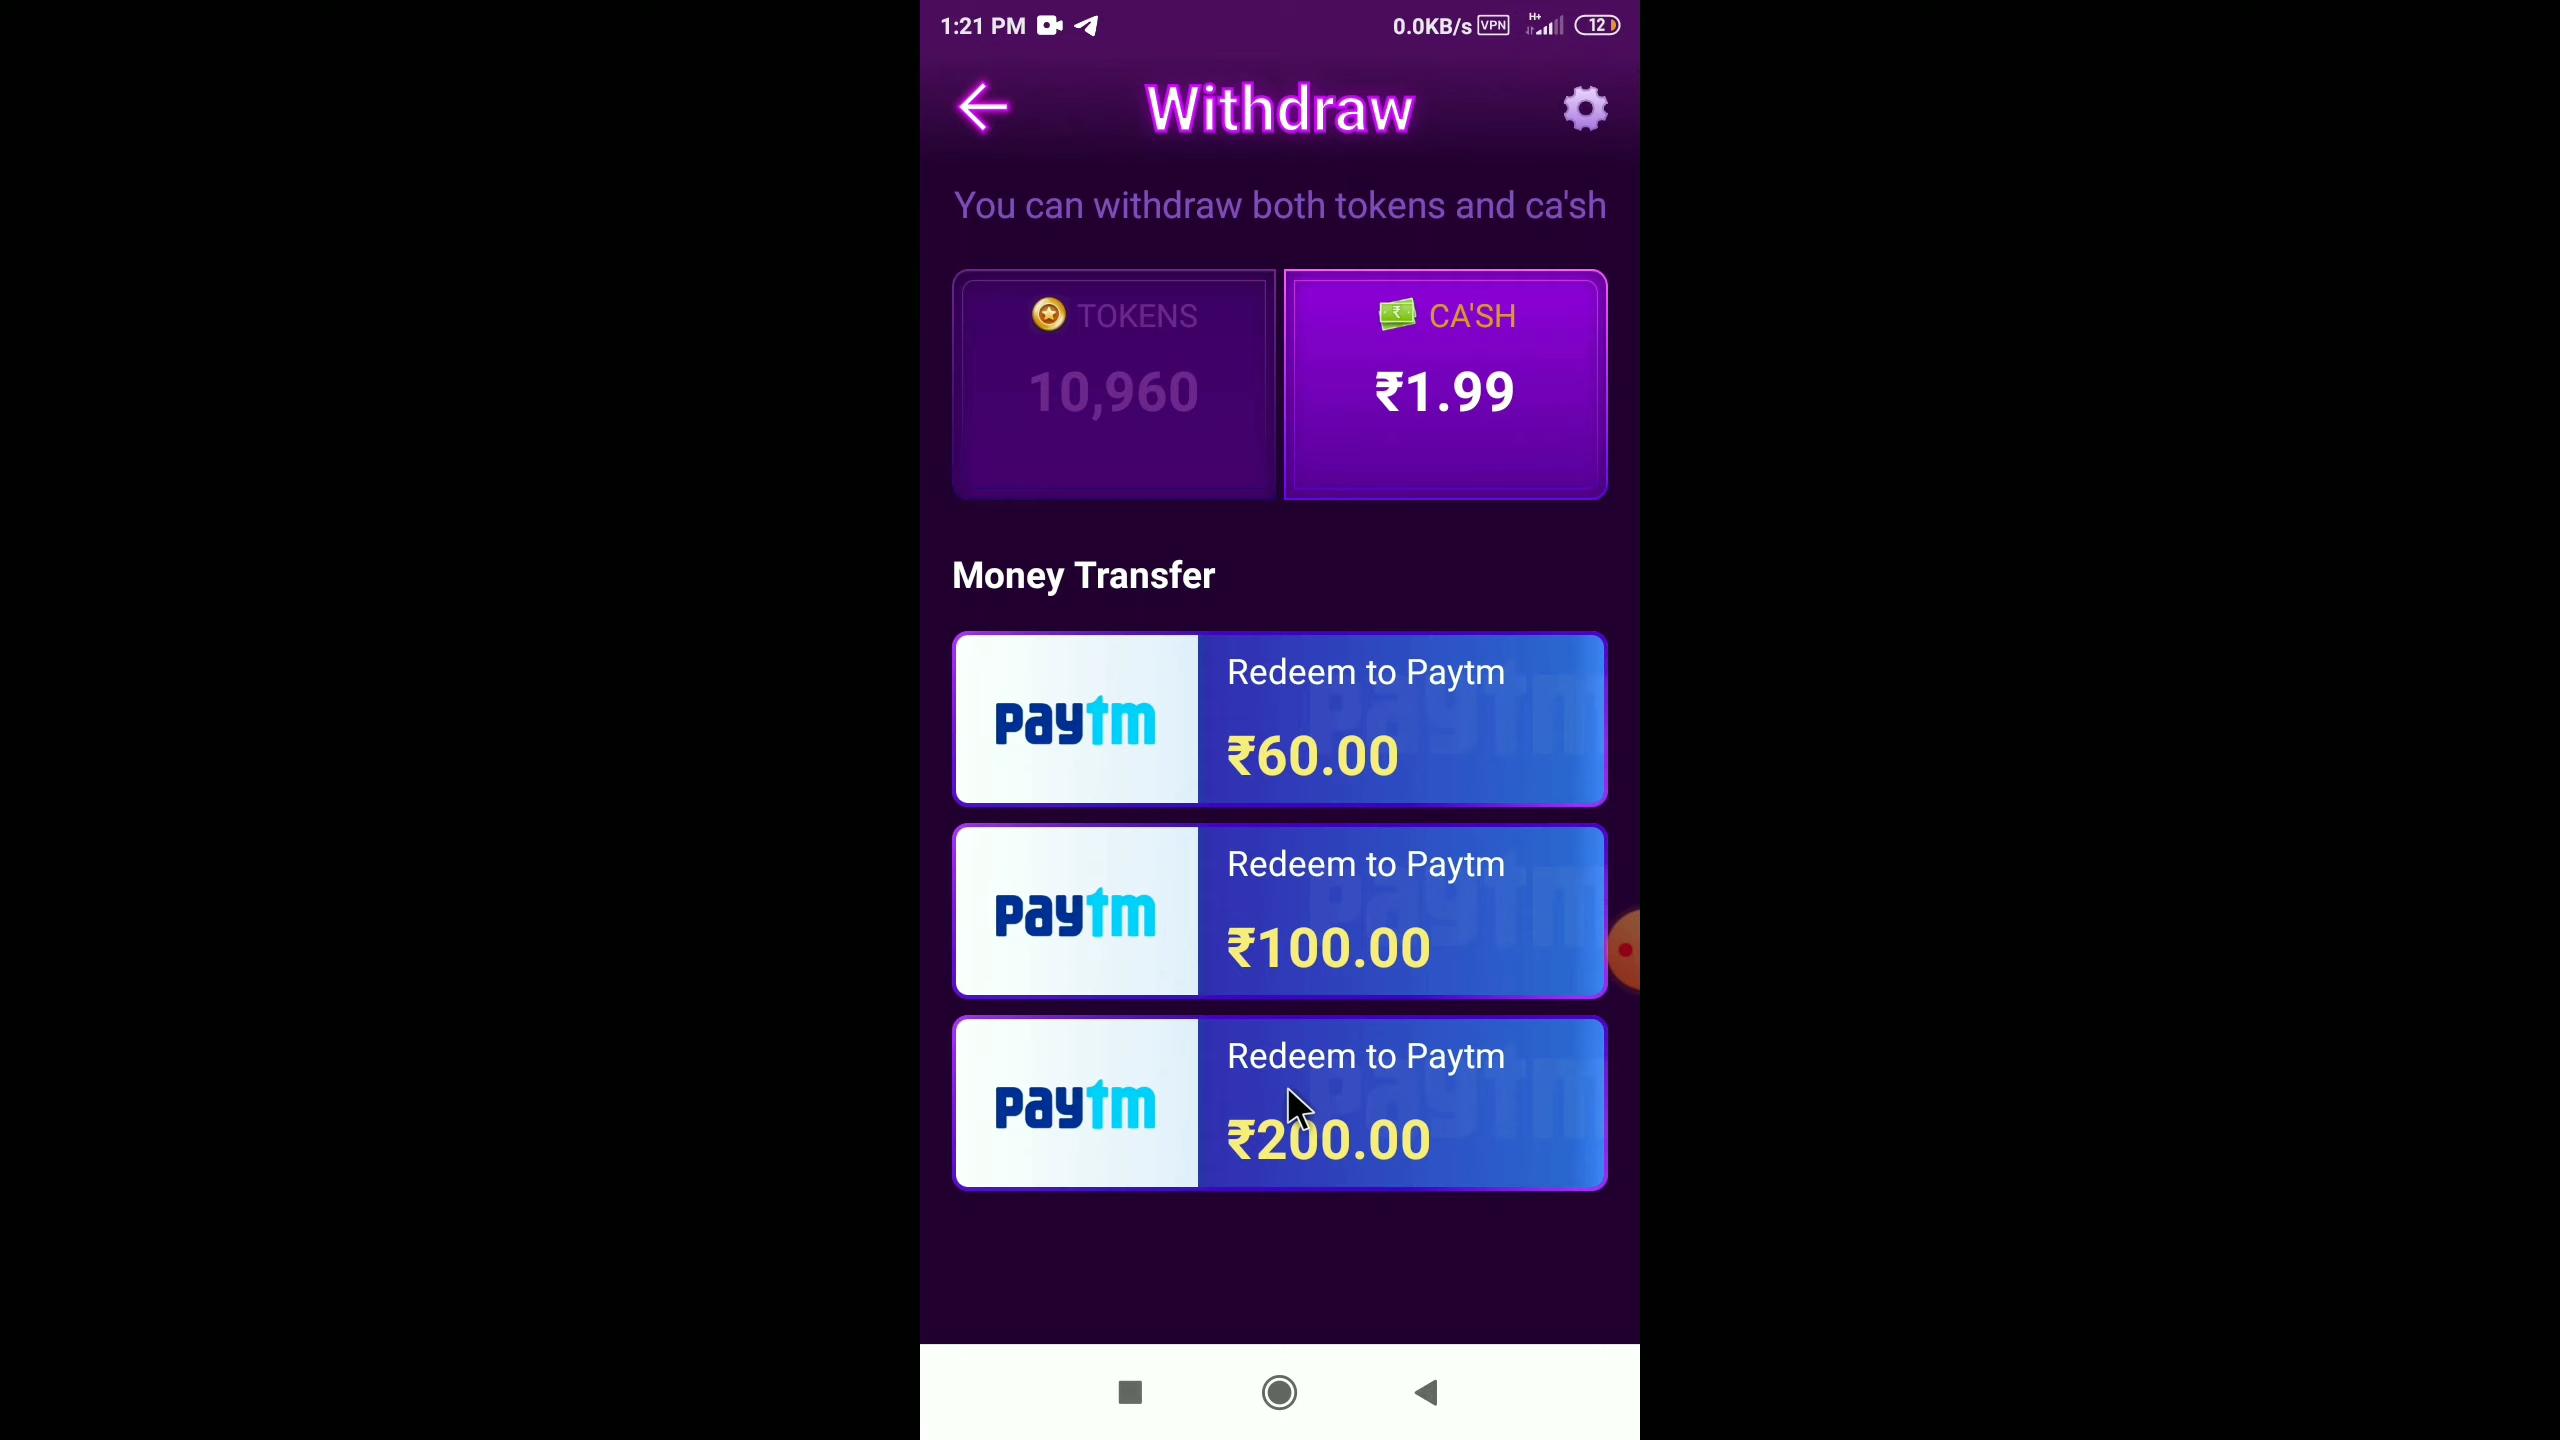 1:21 PM 0.0KB/s VPN H+ 12
Withdraw
You can withdraw both tokens and ca'sh
TOKENS
10,960
CA'SH
₹1.99
Money Transfer
paytm
Redeem to Paytm
₹60.00
paytm
Redeem to Paytm
₹100.00
paytm
Redeem to Paytm
₹200.00